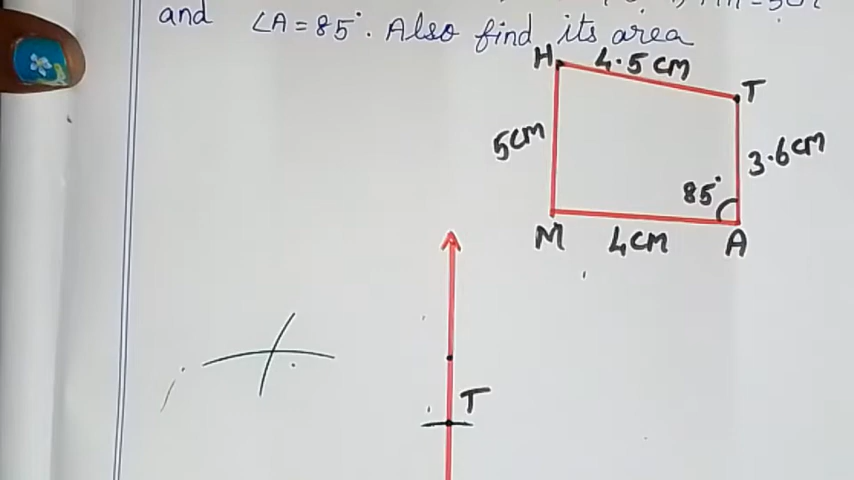 and ∠A = 85°. Also find its area
H 4.5 cm T
5cm
3.6cm
85°
M 4cm A
T